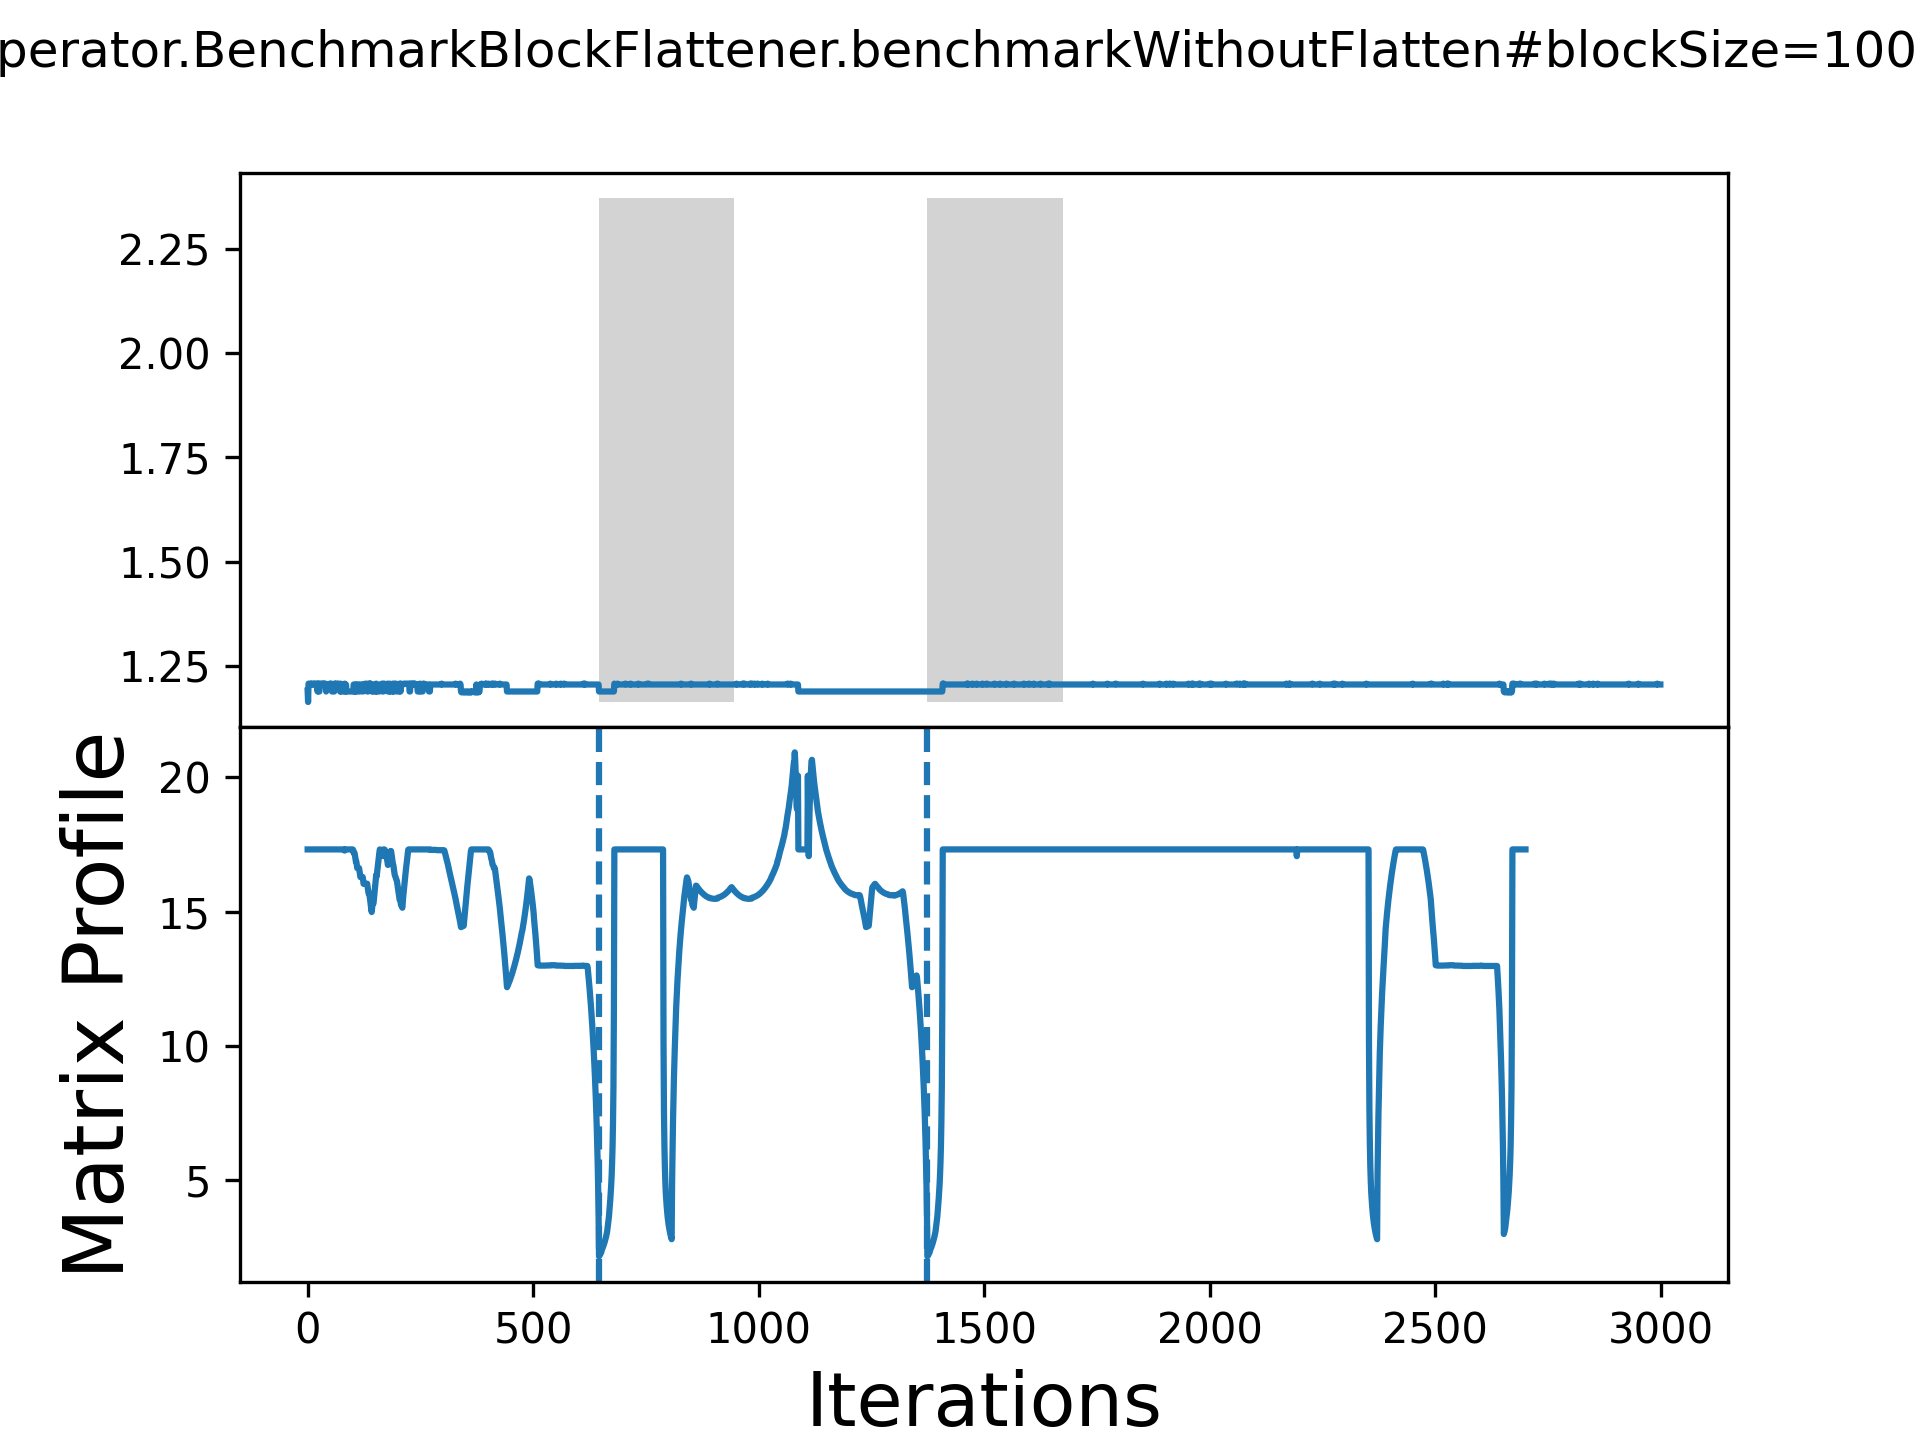 perator.BenchmarkBlockFlattener.benchmarkWithoutFlatten#blockSize=100
2.25
2.00
1.75
1.50
1.25
Matrix Profile
20
15
10
5
0 500 1000 1500 2000 2500 3000
Iterations